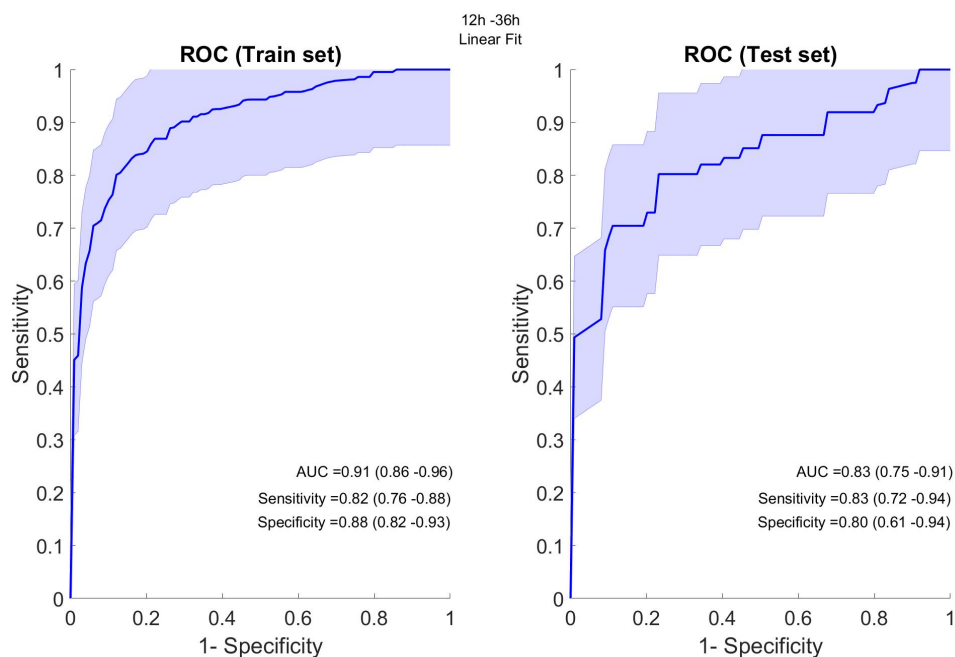 12h -36h
Linear Fit
ROC (Train set)
1
0.9
0.8
0.7
0.6
0.5
0.4
0.3
0.2
0.1
0
Sensitivity
0
0.2
0.4
0.6
0.8
1
1- Specificity
AUC =0.91 (0.86 -0.96)
Sensitivity =0.82 (0.76 -0.88)
Specificity =0.88 (0.82 -0.93)
ROC (Test set)
1
0.9
0.8
0.7
0.6
0.5
0.4
0.3
0.2
0.1
0
Sensitivity
0
0.2
0.4
0.6
0.8
1
1- Specificity
AUC =0.83 (0.75 -0.91)
Sensitivity =0.83 (0.72 -0.94)
Specificity =0.80 (0.61 -0.94)